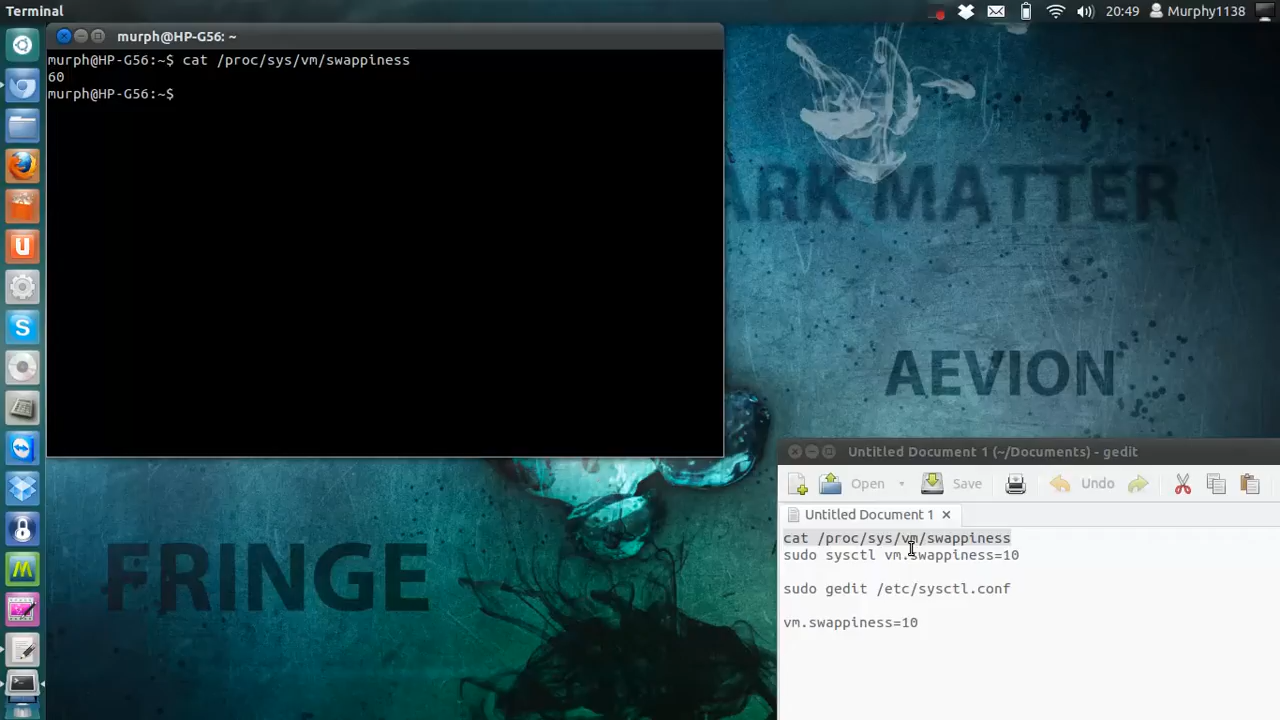 Terminal
20:49
Murphy1138
murph@HP-G56: ~
murph@HP-G56:~$ cat /proc/sys/vm/swappiness
60
murph@HP-G56:~$
ARK MATTER
AEVION
FRINGE
Untitled Document 1 (~/Documents) - gedit
Open
Save
Undo
Untitled Document 1
cat /proc/sys/vm/swappiness
sudo sysctl vm.swappiness=10
sudo gedit /etc/sysctl.conf
vm.swappiness=10